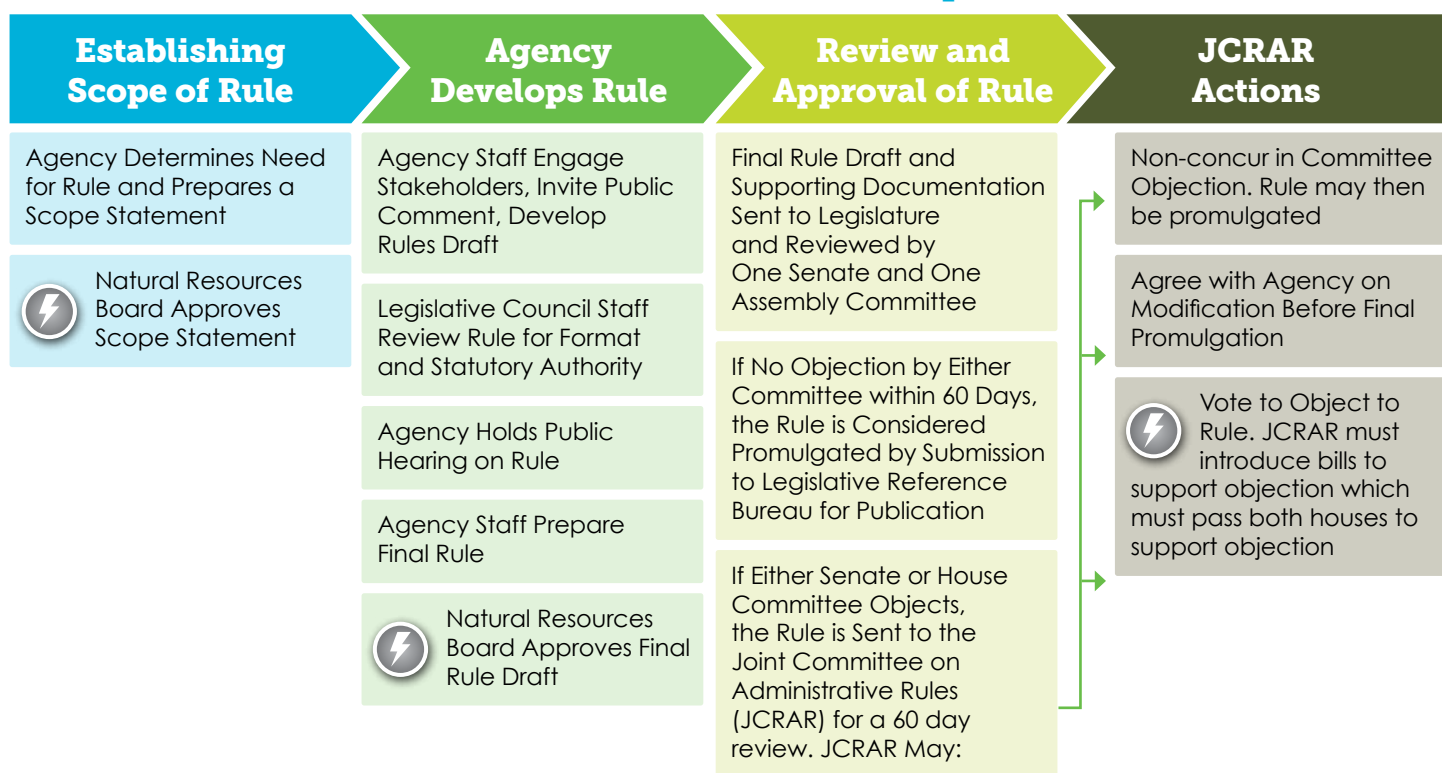 Establishing
Scope of Rule
Agency Determines Need
for Rule and Prepares a
Scope Statement
Natural Resources
Board Approves
Scope Statement
Agency
Develops Rule
Agency Staff Engage
Stakeholders, Invite Public
Comment, Develop
Rules Draft
Legislative Council Staff
Review Rule for Format
and Statutory Authority
Agency Holds Public
Hearing on Rule
Agency Staff Prepare
Final Rule
Natural Resources
Board Approves Final
Rule Draft
Review and
Approval of Rule
Final Rule Draft and
Supporting Documentation
Sent to Legislature
and Reviewed by
One Senate and One
Assembly Committee
If No Objection by Either
Committee within 60 Days,
the Rule is Considered
Promulgated by Submission
to Legislative Reference
Bureau for Publication
If Either Senate or House
Committee Objects,
the Rule is Sent to the
Joint Committee on
Administrative Rules
(JCRAR) for a 60 day
review. JCRAR May:
JCRAR
Actions
Non-concur in Committee
Objection. Rule may then
be promulgated
Agree with Agency on
Modification Before Final
Promulgation
Vote to Object to
Rule. JCRAR must
introduce bills to
support objection which
must pass both houses to
support objection